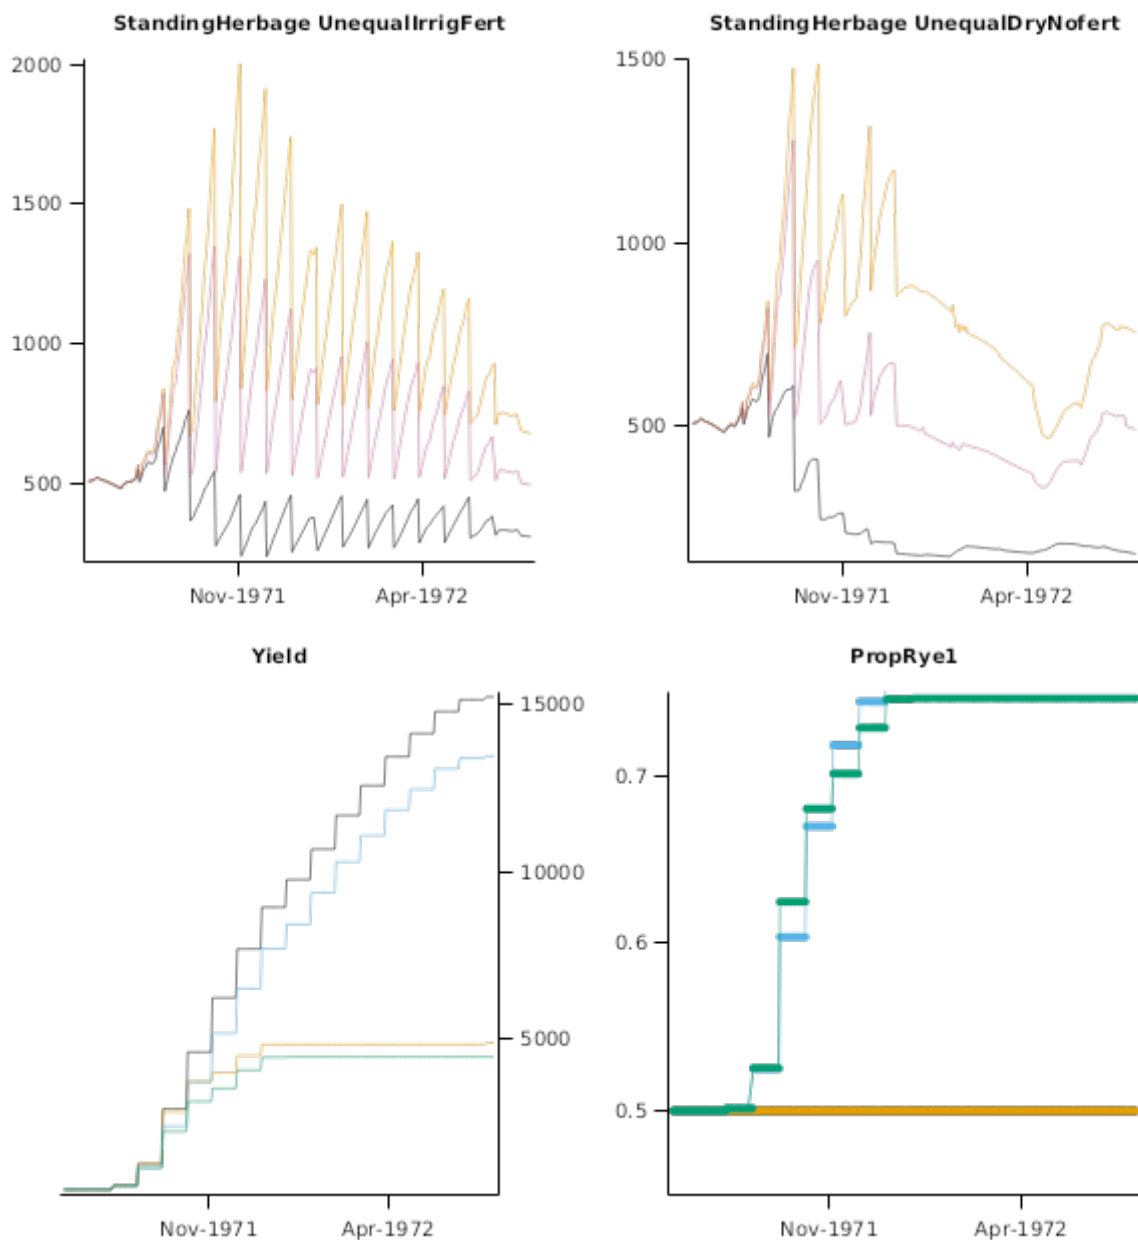 StandingHerbage UnequalIrrigFert
2000
1500
1000
500
Nov-1971 Apr-1972
StandingHerbage UnequalDryNofert
1500
1000
500
Nov-1971 Apr-1972
Yield
15000
10000
5000
Nov-1971 Apr-1972
PropRye1
0.7
0.6
0.5
Nov-1971 Apr-1972